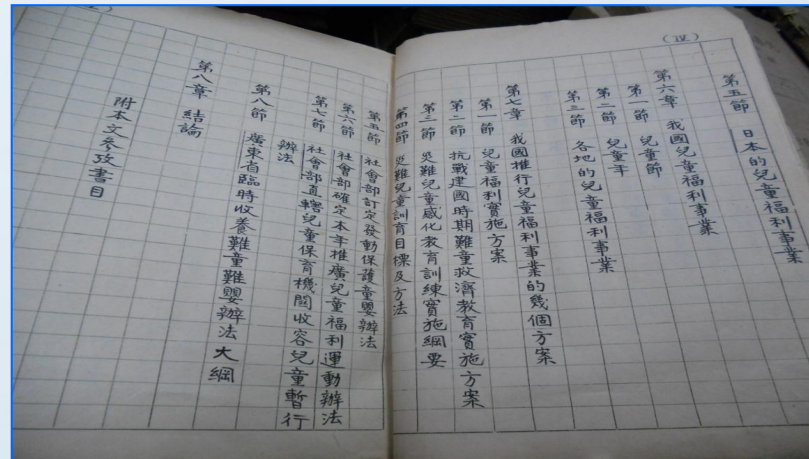 (IV)
第五節 日本的兒童福利事業
第六章 我國兒童福利事業
第一節 兒童節
第二節 兒童年
第三節 各地的兒童福利事業
第七章 我國推行兒童福利事業的幾個方案
第一節 兒童福利實施方案
第二節 抗戰建國時期難童救濟教育實施方案
第三節 災難兒童感化教育訓練實施綱要
第四節 災難兒童訓育目標及方法
第五節 社會部訂定發動保護童嬰辦法
第六節 社會部確定本年推廣兒童福利運動辦法
第七節 社會部直轄兒童保育機關收容兒童暫行
辦法
第八節 廣東省臨時收養難童難嬰辦法大綱
第八章 結論
附本文參攷書目